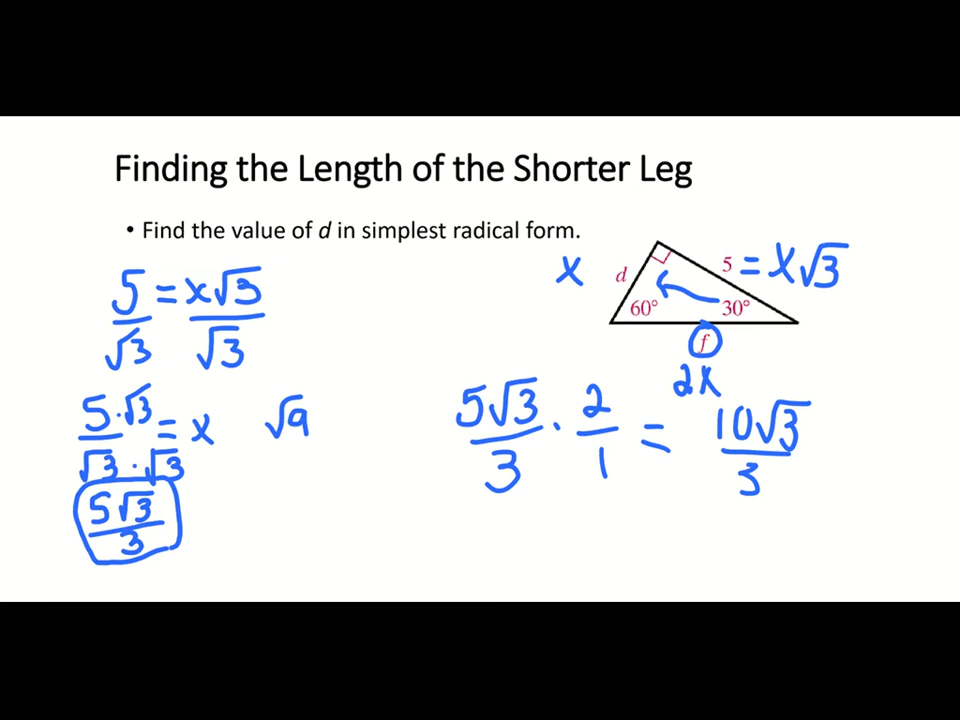 Finding the Length of the Shorter Leg
• Find the value of d in simplest radical form.
x d 5 = x√3
60° 30°
f
2x
5/√3 = x√3/√3
5·√3/√3·√3 = x √9
5√3/3
5√3/3 · 2/1 = 10√3/3